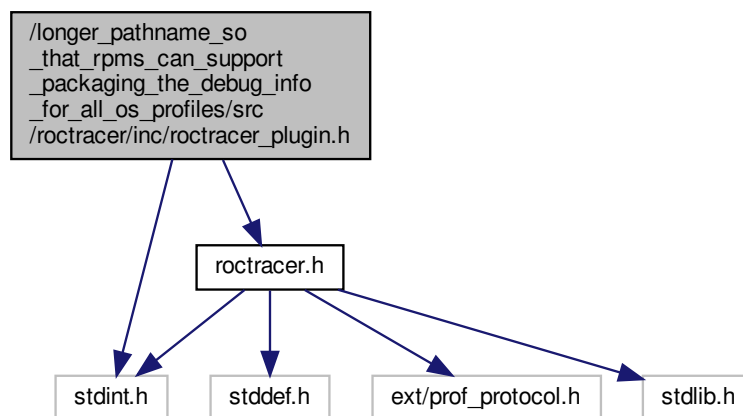 /longer_pathname_so
_that_rpms_can_support
_packaging_the_debug_info
_for_all_os_profiles/src
/roctracer/inc/roctracer_plugin.h
roctracer.h
stdint.h
stddef.h
ext/prof_protocol.h
stdlib.h